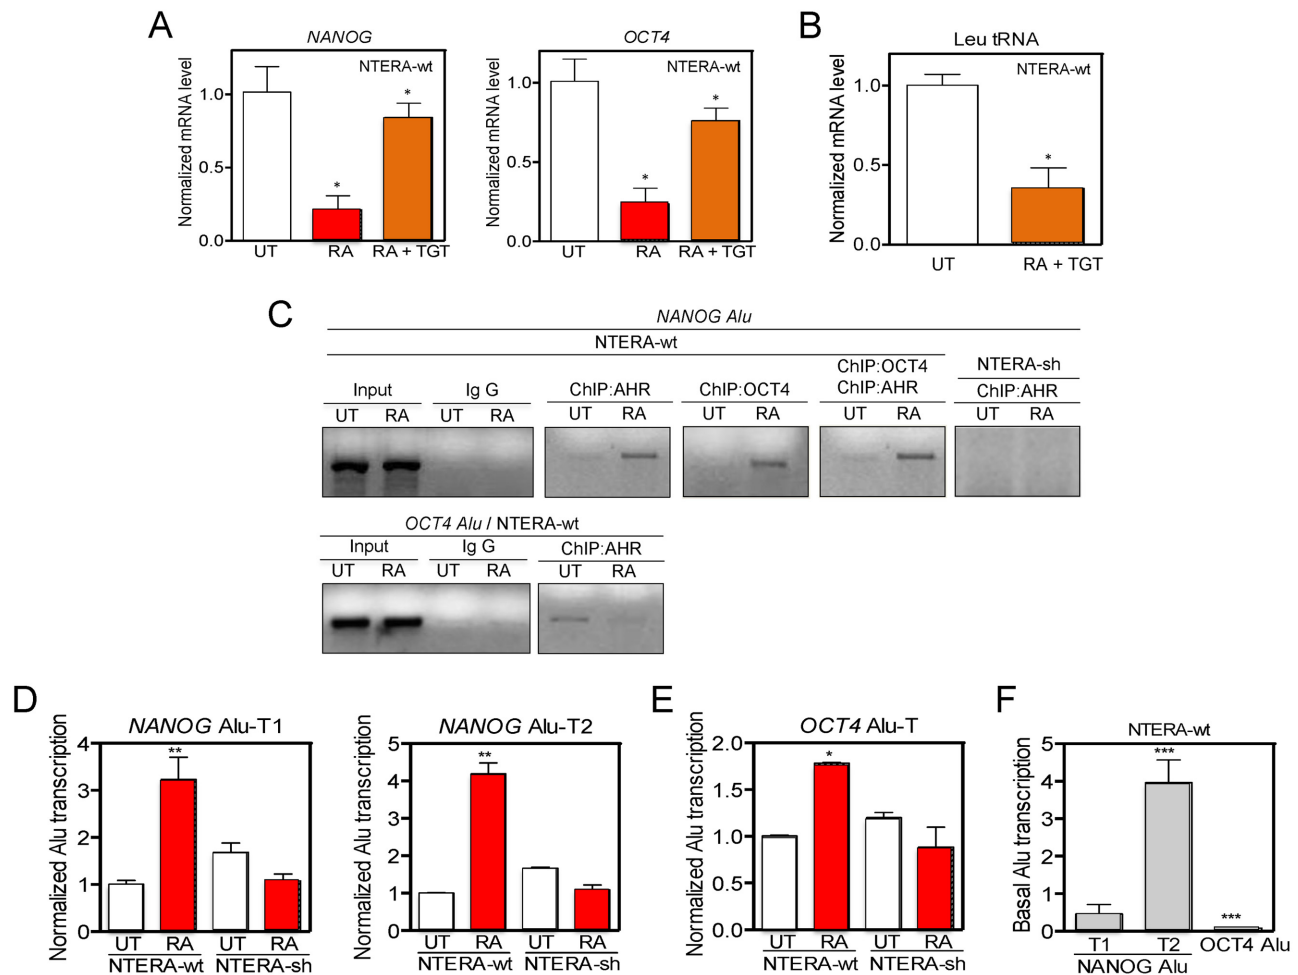 A
NANOG
Normalized mRNA level
NTERA-wt
1.0
0.5
0.0
*
*
UT RA RA + TGT
OCT4
Normalized mRNA level
NTERA-wt
1.0
0.5
0.0
*
*
UT RA RA + TGT
B
Leu tRNA
Normalized mRNA level
NTERA-wt
1.0
0.5
0.0
*
UT RA + TGT
C
NANOG Alu
NTERA-wt
Input Ig G ChIP:AHR ChIP:OCT4
ChIP:OCT4
ChIP:AHR
NTERA-sh
ChIP:AHR
UT RA UT RA UT RA UT RA UT RA UT RA
OCT4 Alu / NTERA-wt
Input Ig G ChIP:AHR
UT RA UT RA UT RA
D
NANOG Alu-T1
Normalized Alu transcription
4
3
2
1
0
**
UT RA UT RA
NTERA-wt NTERA-sh
NANOG Alu-T2
Normalized Alu transcription
5
4
3
2
1
0
**
UT RA UT RA
NTERA-wt NTERA-sh
E
OCT4 Alu-T
Normalized Alu transcription
2.0
1.5
1.0
0.5
0.0
*
UT RA UT RA
NTERA-wt NTERA-sh
F
NTERA-wt
Basal Alu transcription
5
4
3
2
1
0
***
***
T1 T2 OCT4 Alu
NANOG Alu